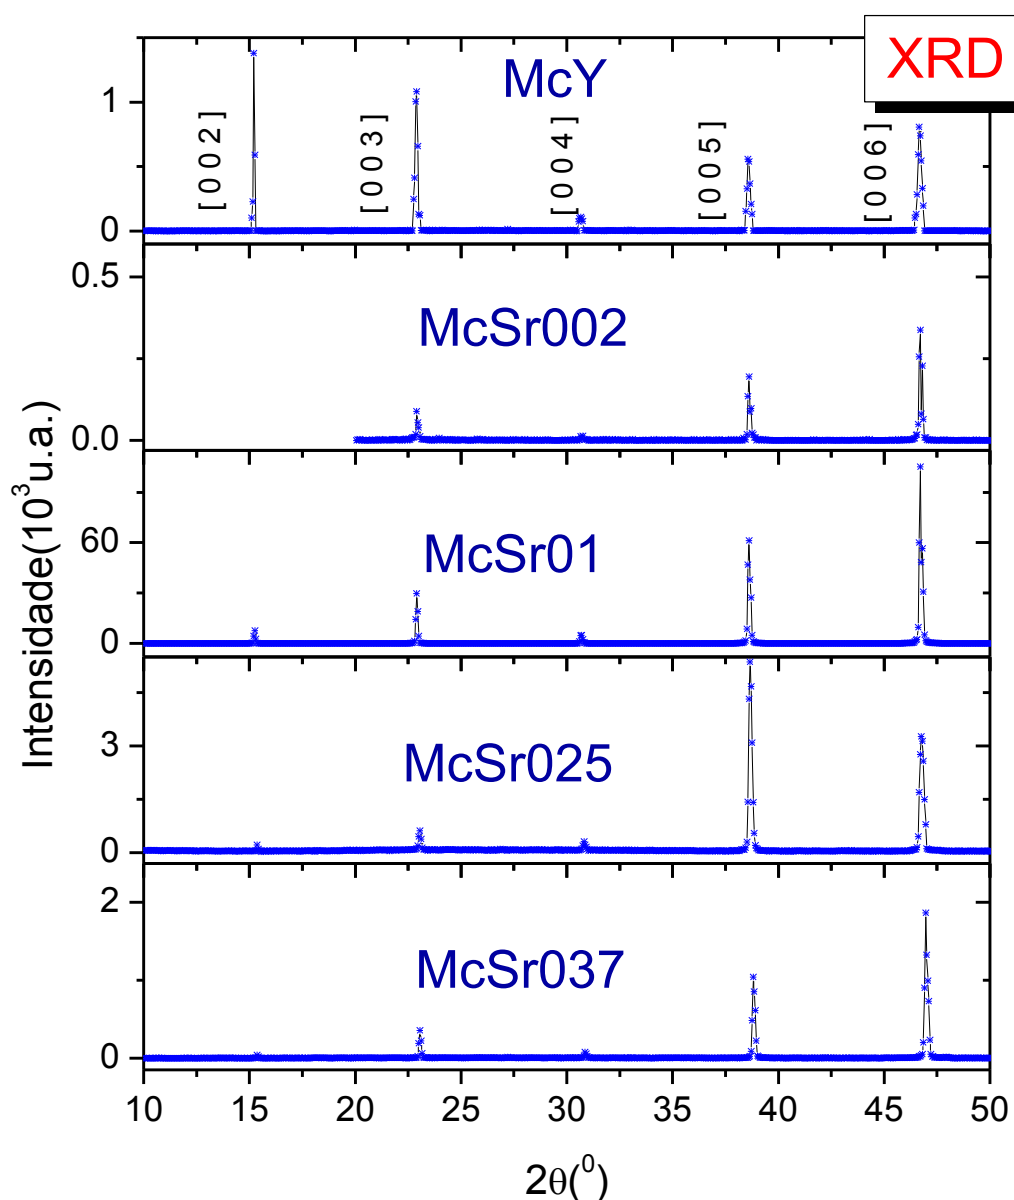 XRD
McY
[ 0 0 2 ]
[ 0 0 3 ]
[ 0 0 4 ]
[ 0 0 5 ]
[ 0 0 6 ]
1
0
McSr002
0.5
0.0
McSr01
60
0
McSr025
3
0
McSr037
2
0
Intensidade(10³u.a.)
10 15 20 25 30 35 40 45 50
2θ(⁰)